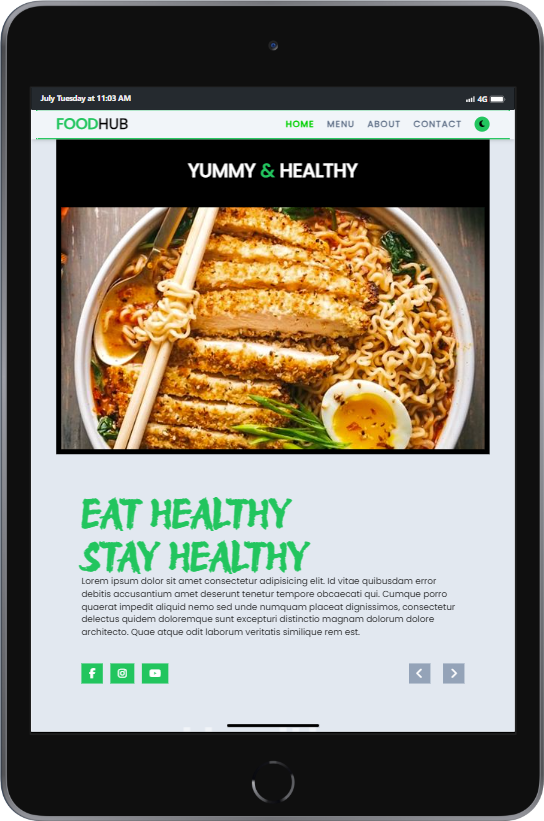 July Tuesday at 11:03 AM
4G
FOODHUB
HOME MENU ABOUT CONTACT
YUMMY & HEALTHY
EAT HEALTHY
STAY HEALTHY
Lorem ipsum dolor sit amet consectetur adipisicing elit. Id vitae quibusdam error
debitis accusantium amet deserunt tenetur tempore obcaecati qui. Cumque porro
quaerat impedit aliquid nemo sed unde numquam placeat dignissimos, consectetur
delectus quidem doloremque sunt excepturi distinctio magnam dolorum dolore
architecto. Quae atque odit laborum veritatis similique rem est.